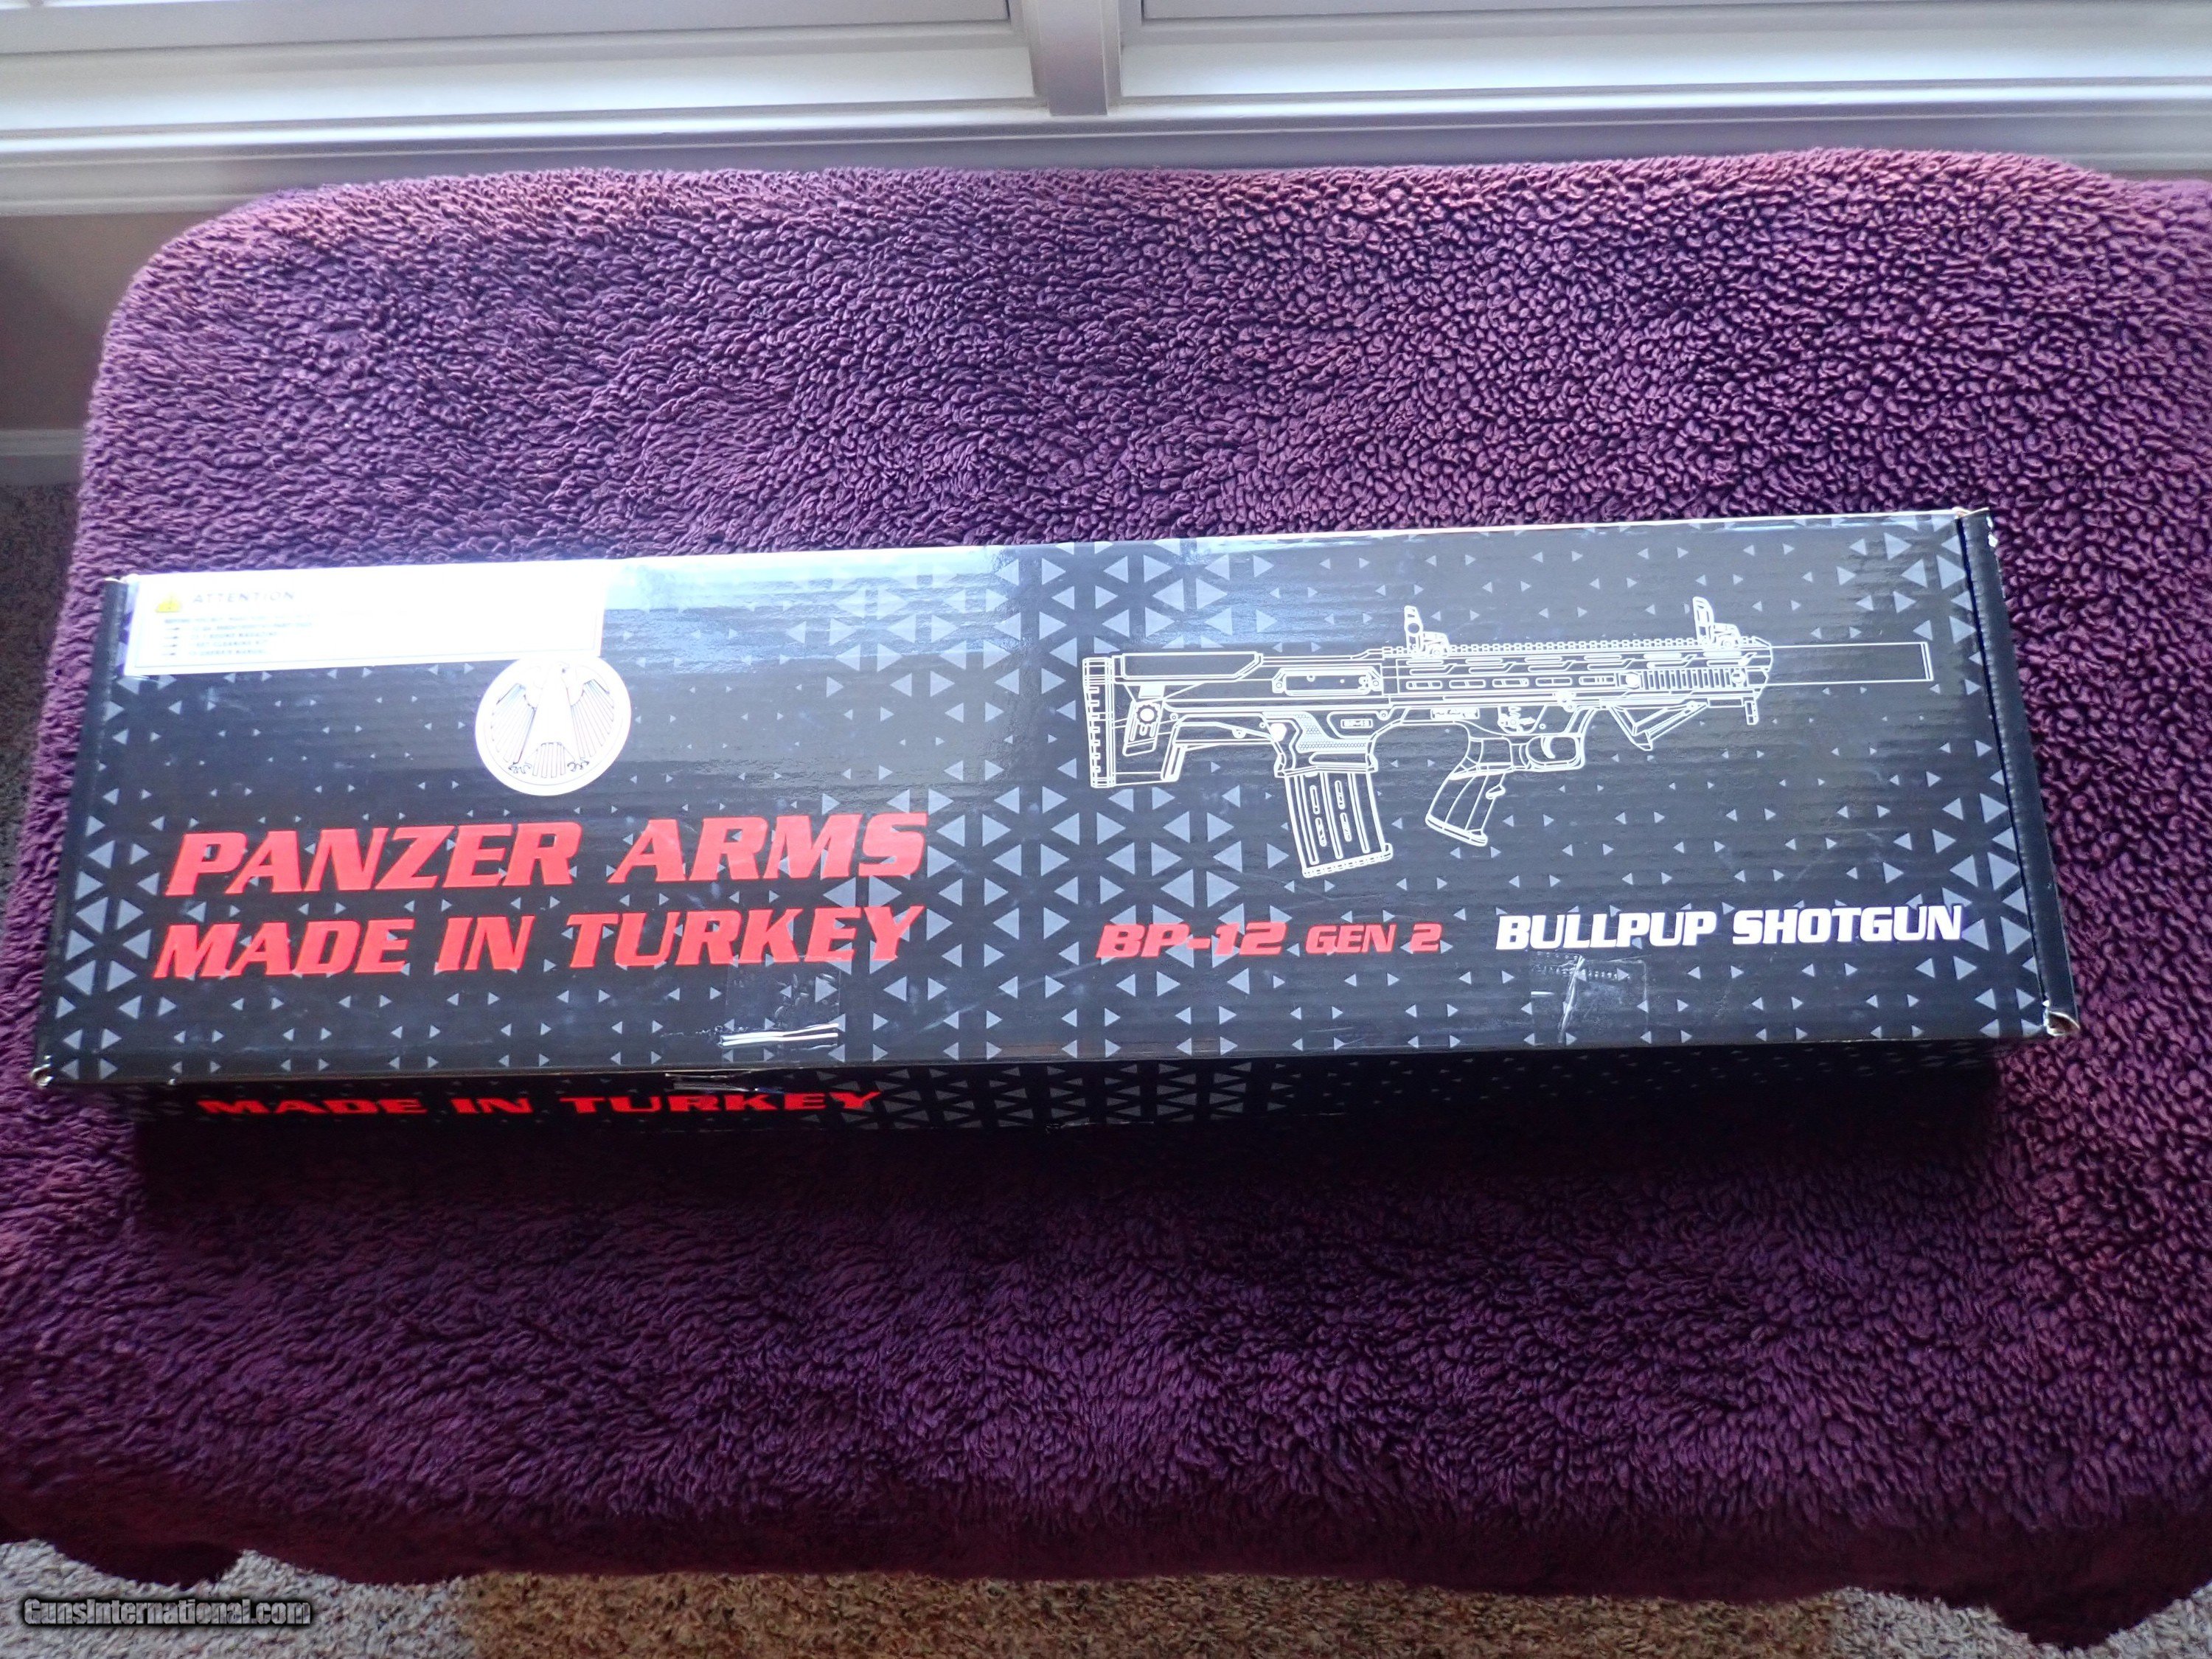 ATTENTION
PANZER ARMS
MADE IN TURKEY
BP-12 GEN 2 BULLPUP SHOTGUN
MADE IN TURKEY
GunsInternational.com